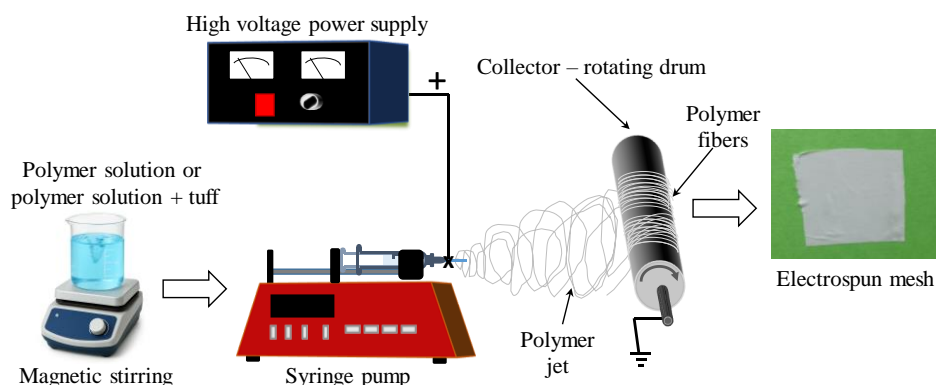 High voltage power supply
+
Collector – rotating drum
Polymer
fibers
Polymer solution or
polymer solution + tuff
Electrospun mesh
Polymer
jet
Magnetic stirring
Syringe pump